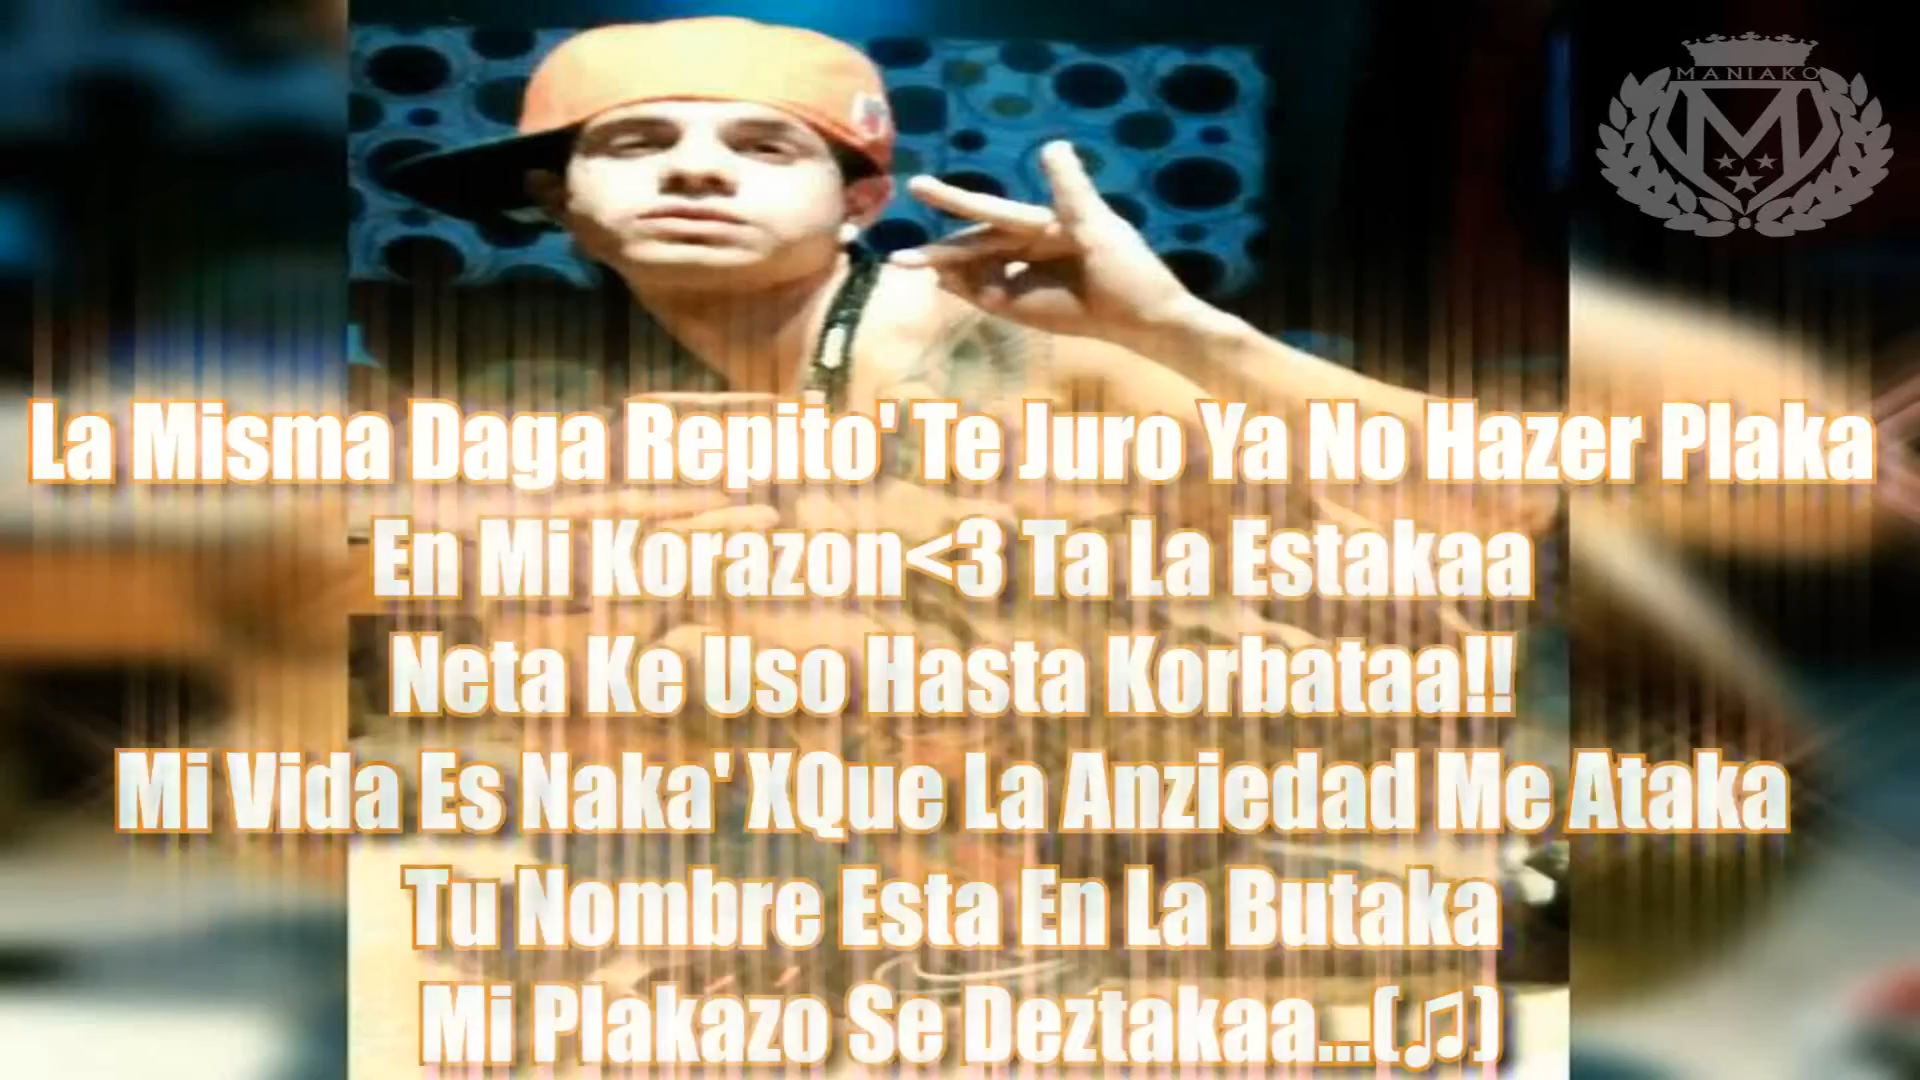 MANIAKO
La Misma Daga Repito' Te Juro Ya No Hazer Plaka
En Mi Korazon<3 Ta La Estakaa
Neta Ke Uso Hasta Korbataa!!
Mi Vida Es Naka' XQue La Anziedad Me Ataka
Tu Nombre Esta En La Butaka
Mi Plakazo Se Deztakaa...(♫)